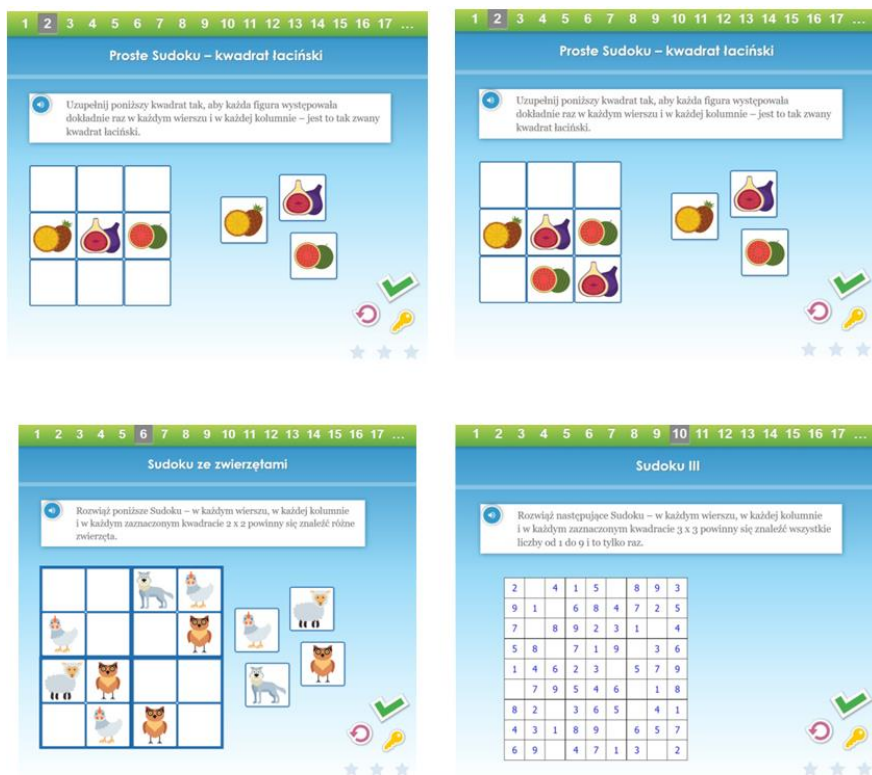 1 2 3 4 5 6 7 8 9 10 11 12 13 14 15 16 17 ...
Proste Sudoku – kwadrat łaciński
Uzupełnij poniższy kwadrat tak, aby każda figura występowała
dokładnie raz w każdym wierszu i w każdej kolumnie – jest to tak zwany
kwadrat łaciński.
1 2 3 4 5 6 7 8 9 10 11 12 13 14 15 16 17 ...
Proste Sudoku – kwadrat łaciński
Uzupełnij poniższy kwadrat tak, aby każda figura występowała
dokładnie raz w każdym wierszu i w każdej kolumnie – jest to tak zwany
kwadrat łaciński.
1 2 3 4 5 6 7 8 9 10 11 12 13 14 15 16 17 ...
Sudoku ze zwierzętami
Rozwiąż poniższe Sudoku – w każdym wierszu, w każdej kolumnie
i w każdym zaznaczonym kwadracie 2 x 2 powinny się znaleźć różne
zwierzęta.
1 2 3 4 5 6 7 8 9 10 11 12 13 14 15 16 17 ...
Sudoku III
Rozwiąż następujące Sudoku – w każdym wierszu, w każdej kolumnie
i w każdym zaznaczonym kwadracie 3 x 3 powinny się znaleźć wszystkie
liczby od 1 do 9 i to tylko raz.
2 4 1 5 8 9 3
9 1 6 8 4 7 2 5
7 8 9 2 3 1 4
5 8 7 1 9 3 6
1 4 6 2 3 5 7 9
7 9 5 4 6 1 8
8 2 3 6 5 4 1
4 3 1 8 9 6 5 7
6 9 4 7 1 3 2